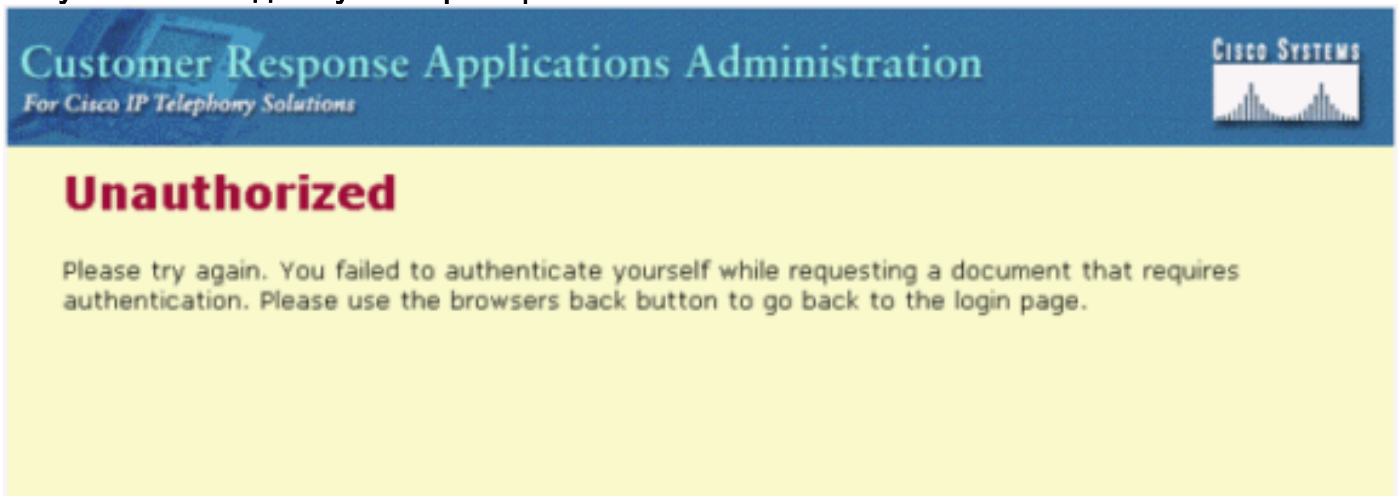 Customer Response Applications Administration
For Cisco IP Telephony Solutions
CISCO SYSTEMS
Unauthorized
Please try again. You failed to authenticate yourself while requesting a document that requires
authentication. Please use the browsers back button to go back to the login page.